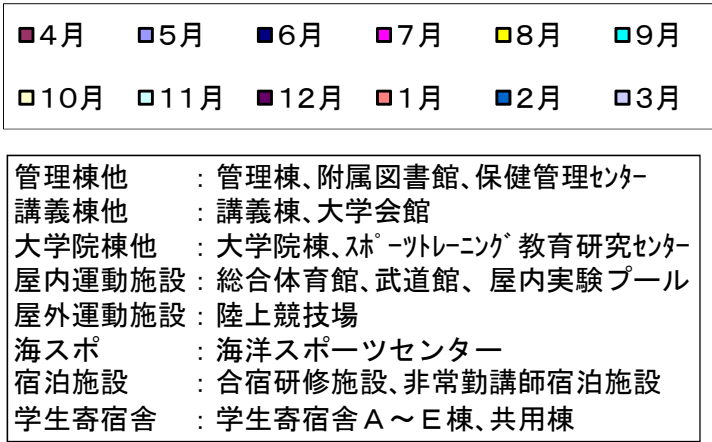 4月 5月 6月 7月 8月 9月
10月 11月 12月 1月 2月 3月
管理棟他 : 管理棟、附属図書館、保健管理ｾﾝﾀｰ
講義棟他 : 講義棟、大学会館
大学院棟他 : 大学院棟、ｽﾎﾟｰﾂﾄﾚｰﾆﾝｸﾞ教育研究ｾﾝﾀｰ
屋内運動施設 : 総合体育館、武道館、屋内実験プール
屋外運動施設 : 陸上競技場
海スポ : 海洋スポーツセンター
宿泊施設 : 合宿研修施設、非常勤講師宿泊施設
学生寄宿舎 : 学生寄宿舎Ａ～Ｅ棟、共用棟